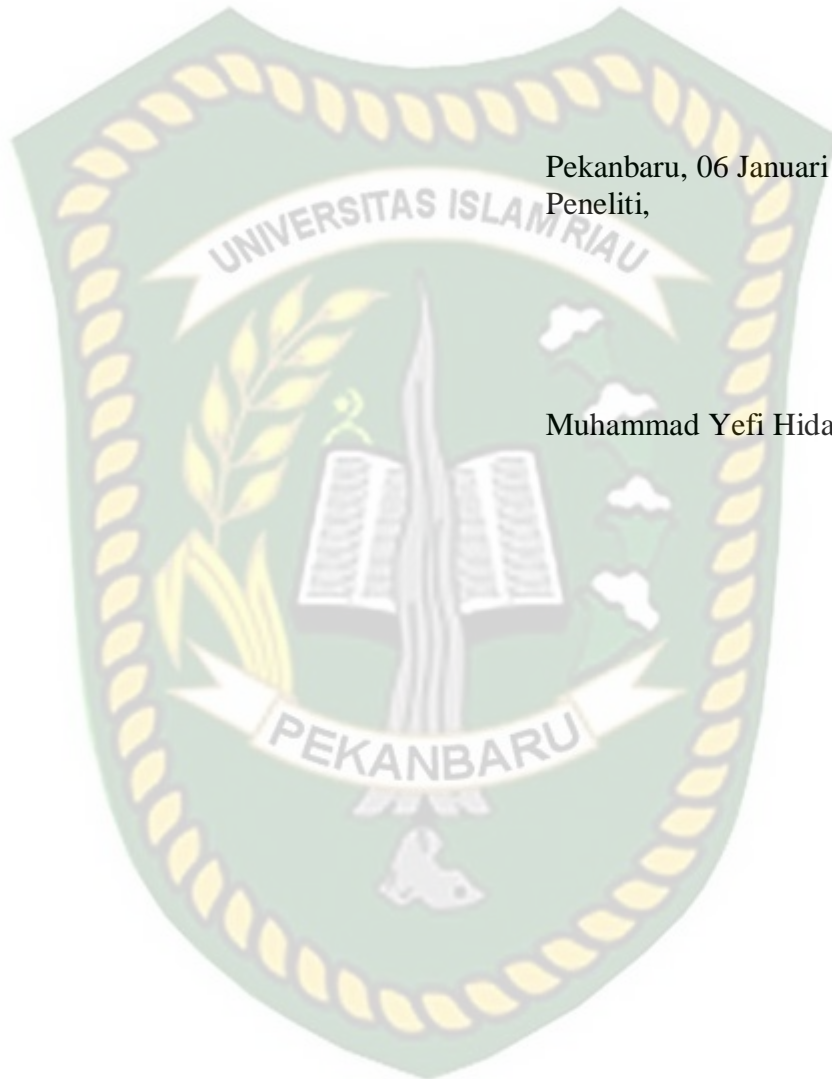 Pekanbaru, 06 Januari
Peneliti,
UNIVERSITAS ISLAM RIAU
Muhammad Yefi Hida
PEKANBARU